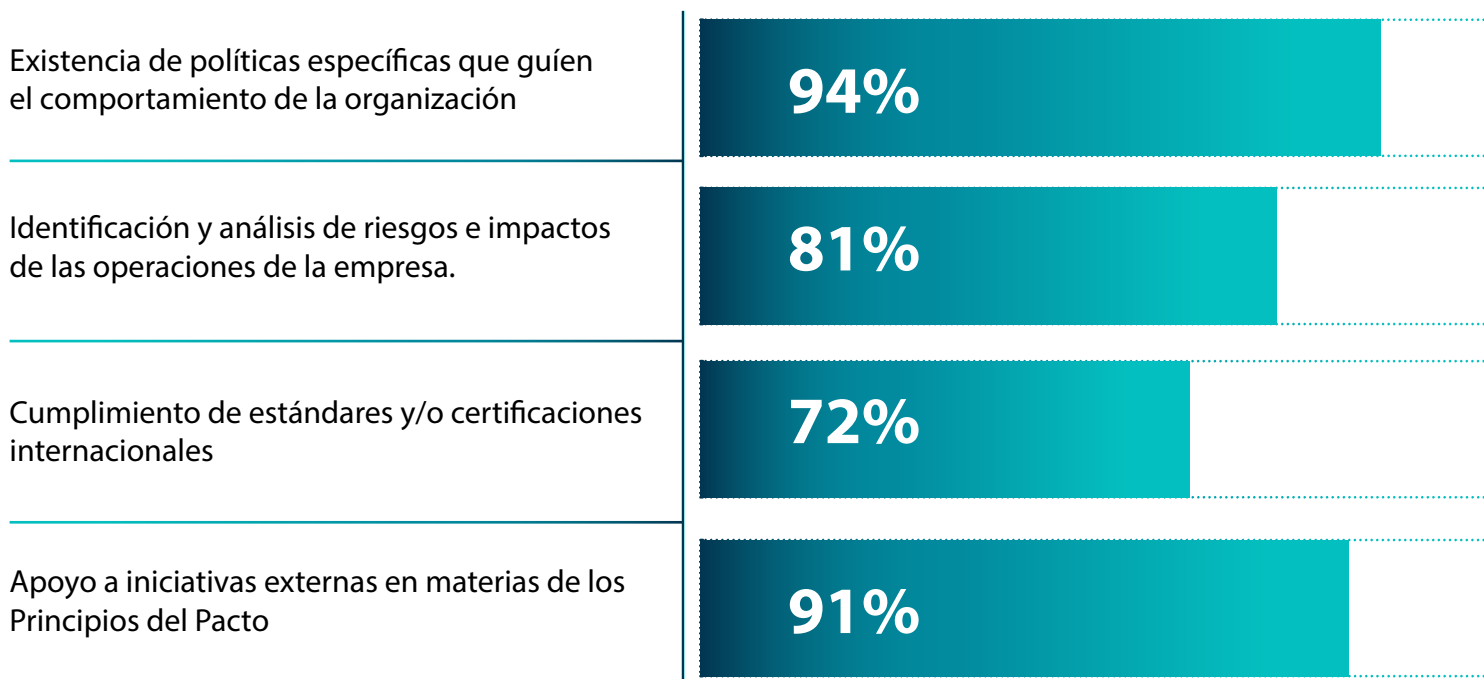 Existencia de políticas específicas que guíen
el comportamiento de la organización
94%
Identificación y análisis de riesgos e impactos
de las operaciones de la empresa.
81%
Cumplimiento de estándares y/o certificaciones
internacionales
72%
Apoyo a iniciativas externas en materias de los
Principios del Pacto
91%